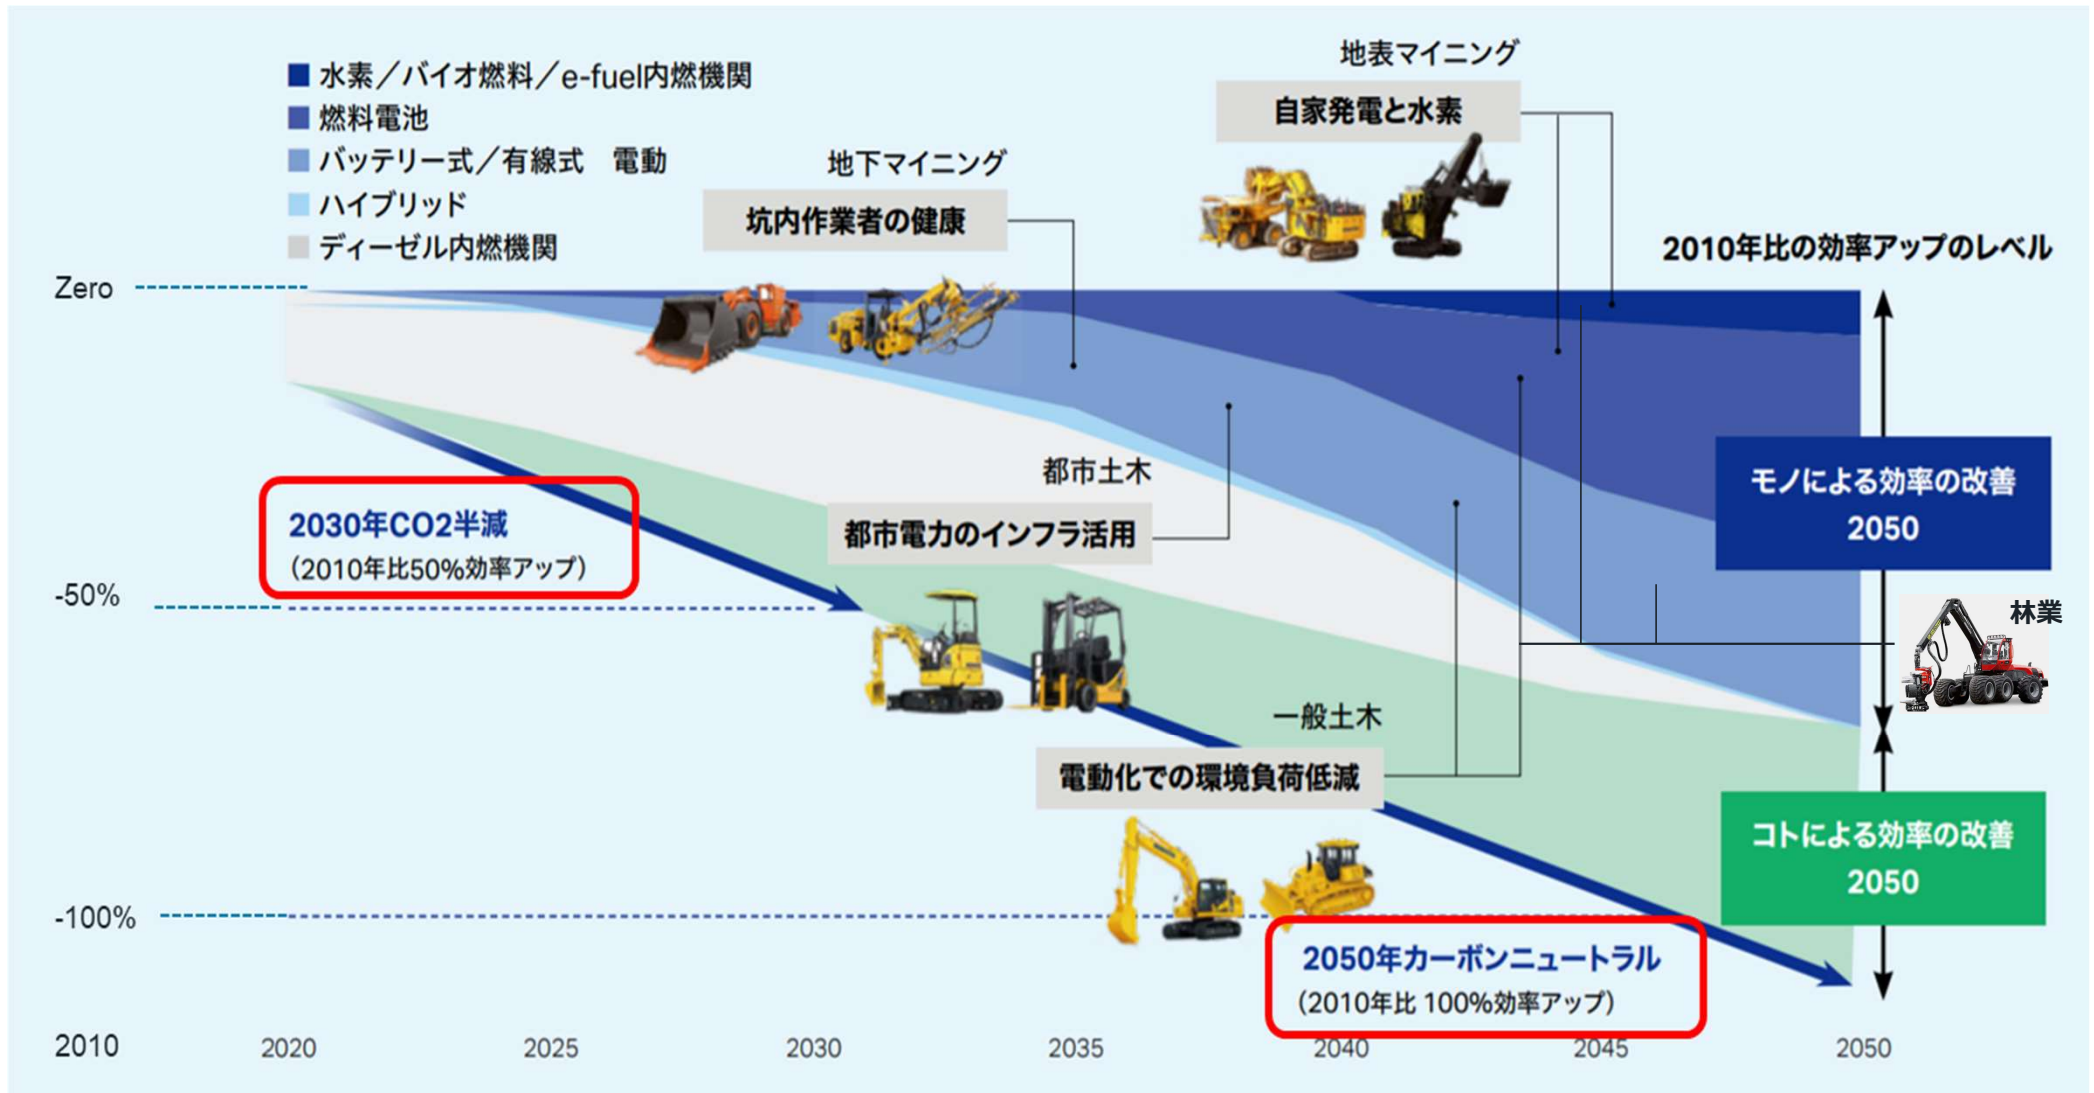 水素／バイオ燃料／e-fuel内燃機関
燃料電池
バッテリー式／有線式　電動
ハイブリッド
ディーゼル内燃機関
地下マイニング
坑内作業者の健康
地表マイニング
自家発電と水素
2010年比の効率アップのレベル
Zero
都市土木
都市電力のインフラ活用
モノによる効率の改善
2050
2030年CO2半減
（2010年比50%効率アップ）
-50%
林業
一般土木
電動化での環境負荷低減
コトによる効率の改善
2050
-100%
2050年カーボンニュートラル
（2010年比 100%効率アップ）
2010 2020 2025 2030 2035 2040 2045 2050